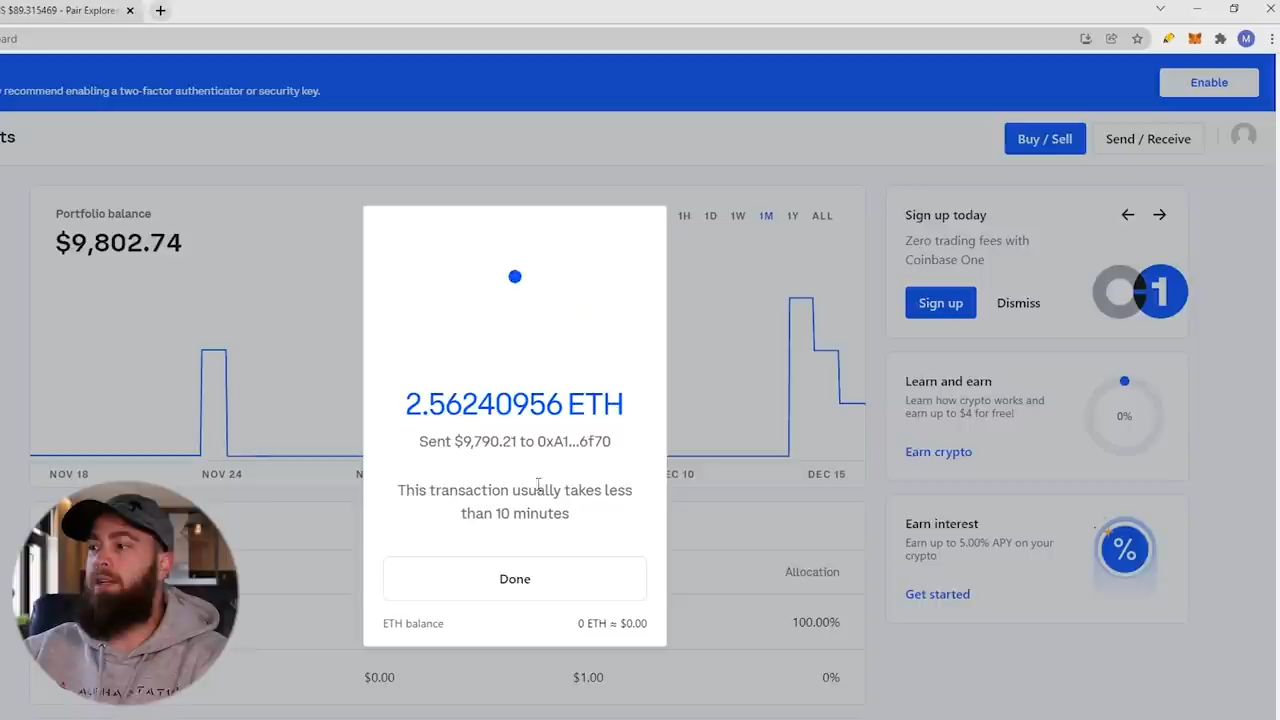 S $89.315469 - Pair Explorer
ard
M
y recommend enabling a two-factor authenticator or security key.
Enable
ts
Buy / Sell
Send / Receive
Portfolio balance
$9,802.74
1H 1D 1W 1M 1Y ALL
NOV 18
NOV 24
N
EC 10
DEC 15
2.56240956 ETH
Sent $9,790.21 to 0xA1...6f70
This transaction usually takes less
than 10 minutes
Done
ETH balance
0 ETH ≈ $0.00
Allocation
100.00%
$0.00
$1.00
0%
Sign up today
Zero trading fees with
Coinbase One
Sign up
Dismiss
1
Learn and earn
Learn how crypto works and
earn up to $4 for free!
0%
Earn crypto
Earn interest
Earn up to 5.00% APY on your
crypto
%
Get started